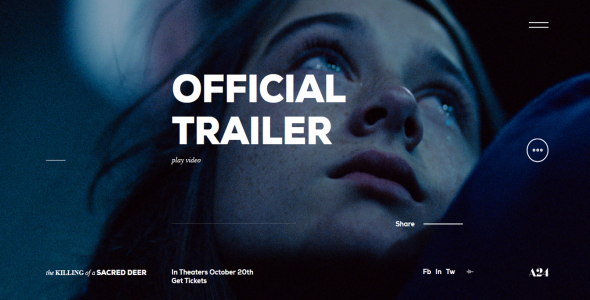 OFFICIAL
TRAILER
play video
Share
the KILLING of a SACRED DEER
In Theaters October 20th
Get Tickets
Fb In Tw
A24